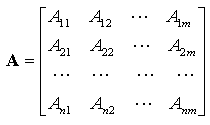 A₁₁ A₁₂ ⋯ A₁ₘ
A₂₁ A₂₂ ⋯ A₂ₘ
A = ⋯ ⋯ ⋯ ⋯
Aₙ₁ Aₙ₂ ⋯ Aₙₘ